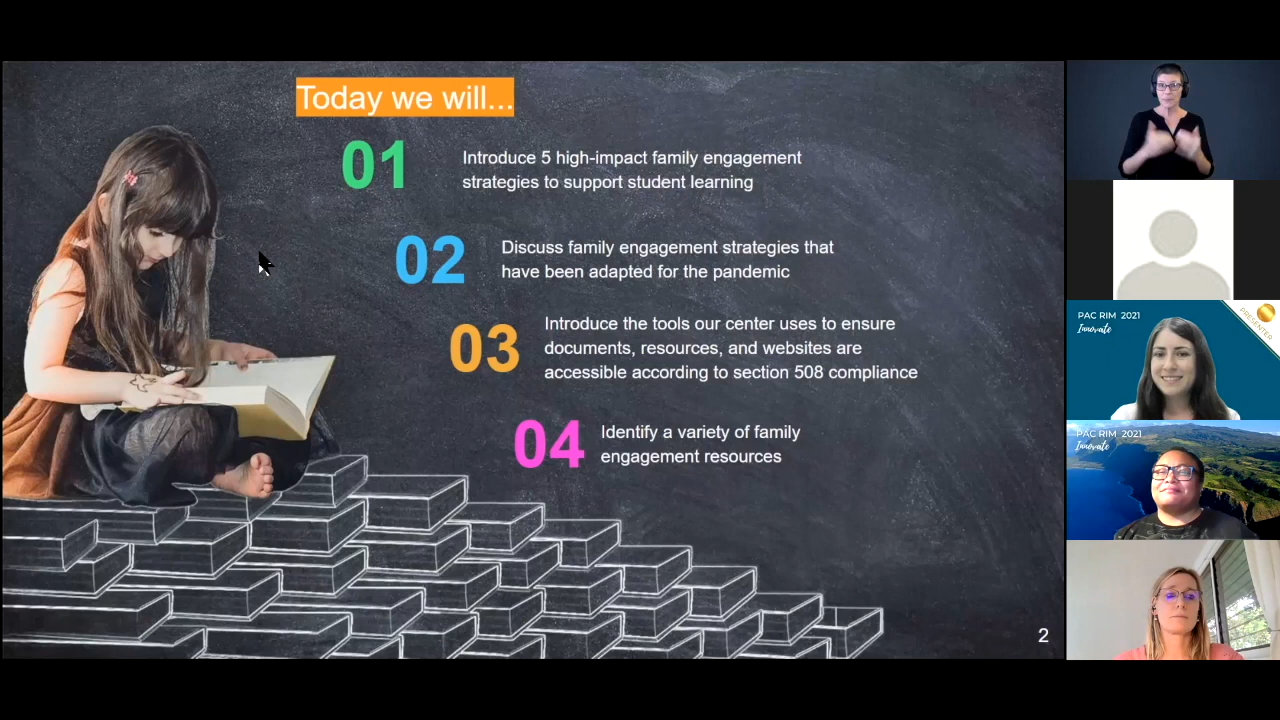 Today we will...
01
Introduce 5 high-impact family engagement
strategies to support student learning
02
Discuss family engagement strategies that
have been adapted for the pandemic
03
Introduce the tools our center uses to ensure
documents, resources, and websites are
accessible according to section 508 compliance
04
Identify a variety of family
engagement resources
2
PAC RIM 2021
Innovate
PRESENTER
PAC RIM 2021
Innovate